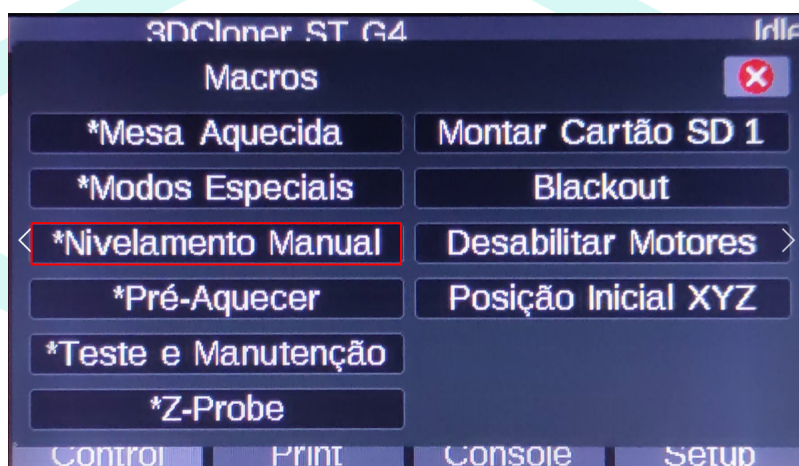 3DCloner ST G4 Idle
Macros
*Mesa Aquecida
Montar Cartão SD 1
*Modos Especiais
Blackout
*Nivelamento Manual
Desabilitar Motores
*Pré-Aquecer
Posição Inicial XYZ
*Teste e Manutenção
*Z-Probe
Control Print Console Setup